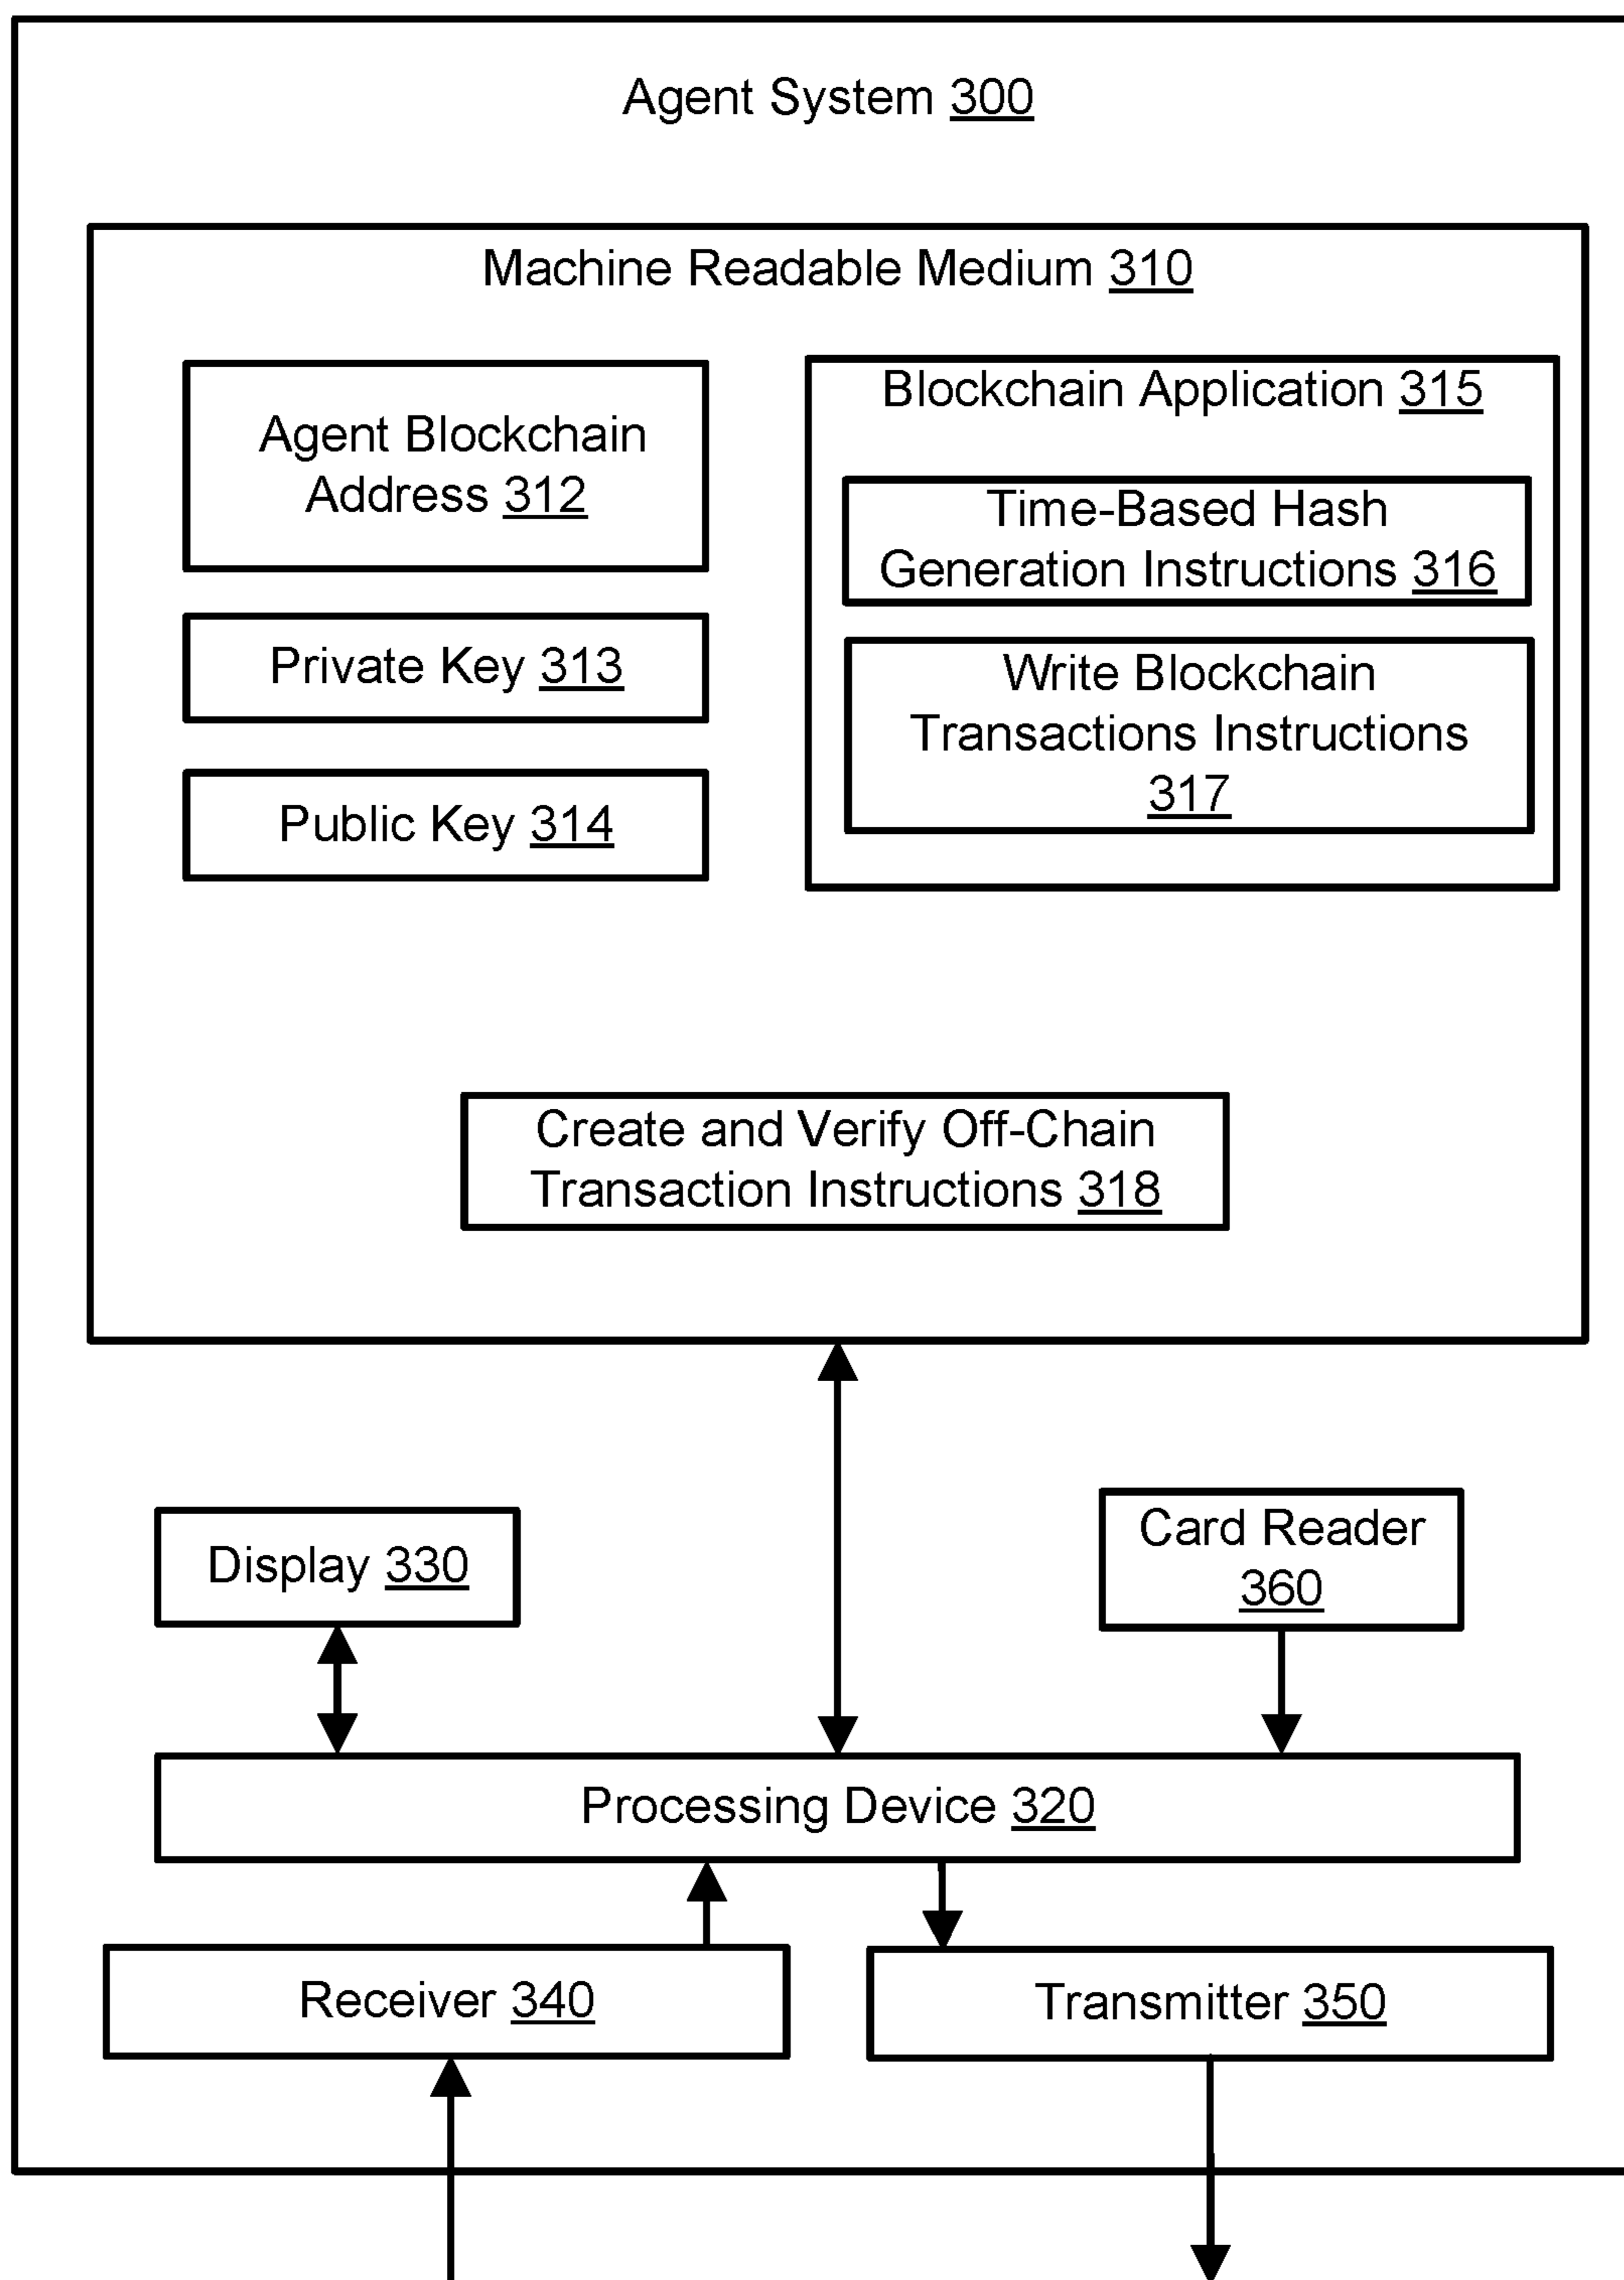 Agent System 300
Machine Readable Medium 310
Agent Blockchain
Address 312
Private Key 313
Public Key 314
Blockchain Application 315
Time-Based Hash
Generation Instructions 316
Write Blockchain
Transactions Instructions
317
Create and Verify Off-Chain
Transaction Instructions 318
Display 330
Card Reader
360
Processing Device 320
Receiver 340
Transmitter 350